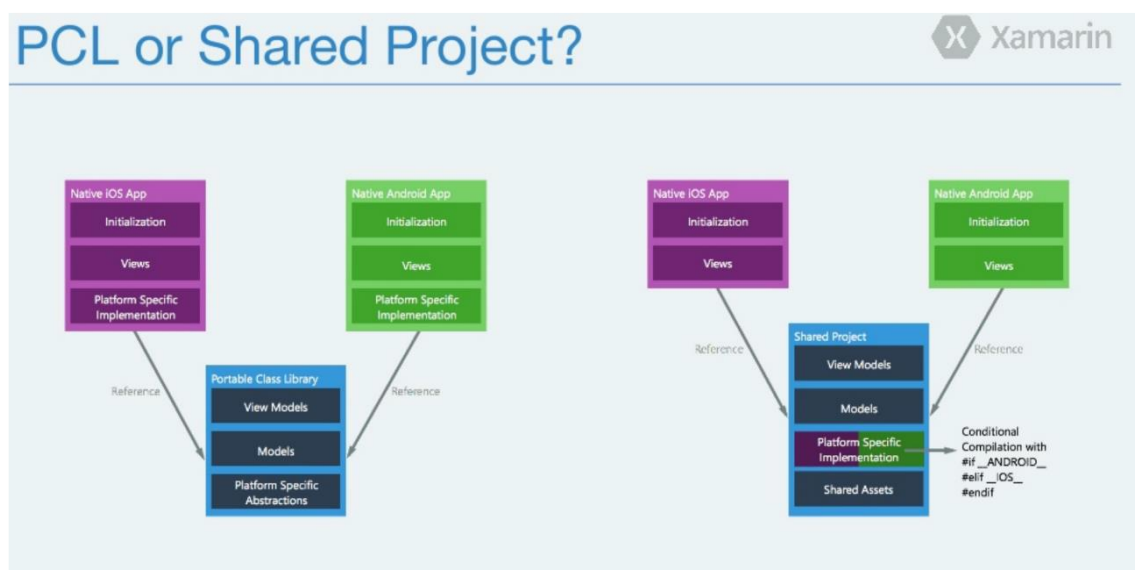 PCL or Shared Project?
Xamarin
Native iOS App
Initialization
Views
Platform Specific
Implementation
Native Android App
Initialization
Views
Platform Specific
Implementation
Reference
Reference
Portable Class Library
View Models
Models
Platform Specific
Abstractions
Native iOS App
Initialization
Views
Native Android App
Initialization
Views
Reference
Reference
Shared Project
View Models
Models
Platform Specific
Implementation
Shared Assets
Conditional
Compilation with
#if __ANDROID__
#elif __IOS__
#endif